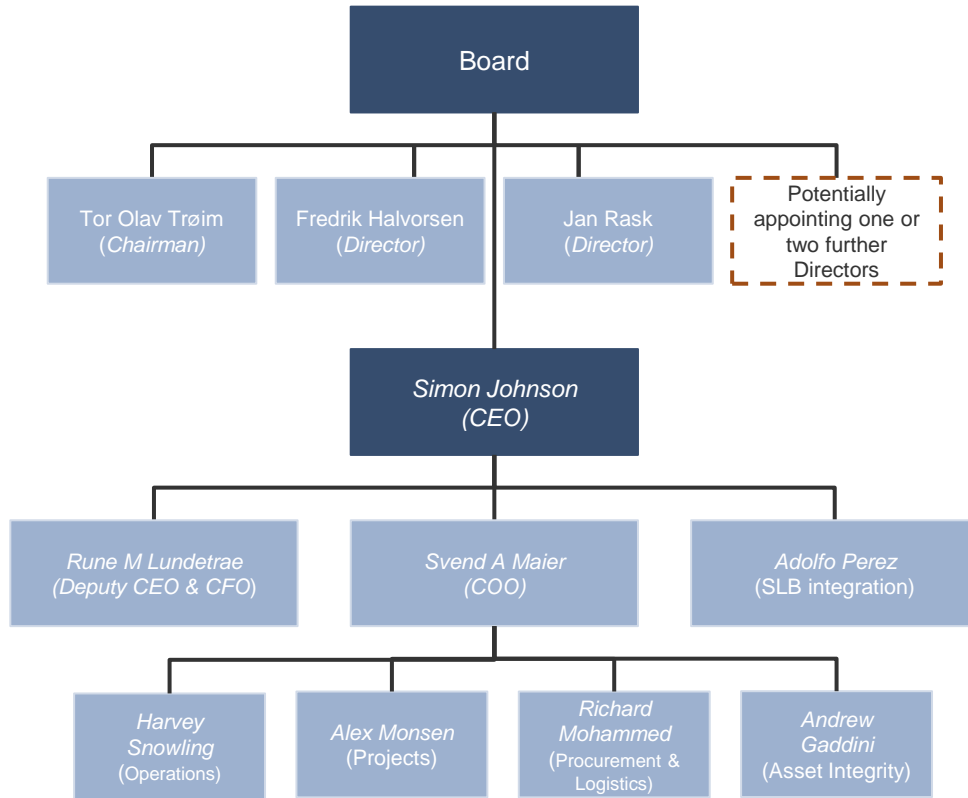 Board
Tor Olav Trøim
(Chairman)
Fredrik Halvorsen
(Director)
Jan Rask
(Director)
Potentially
appointing one or
two further
Directors
Simon Johnson
(CEO)
Rune M Lundetrae
(Deputy CEO & CFO)
Svend A Maier
(COO)
Adolfo Perez
(SLB integration)
Harvey
Snowling
(Operations)
Alex Monsen
(Projects)
Richard
Mohammed
(Procurement &
Logistics)
Andrew
Gaddini
(Asset Integrity)